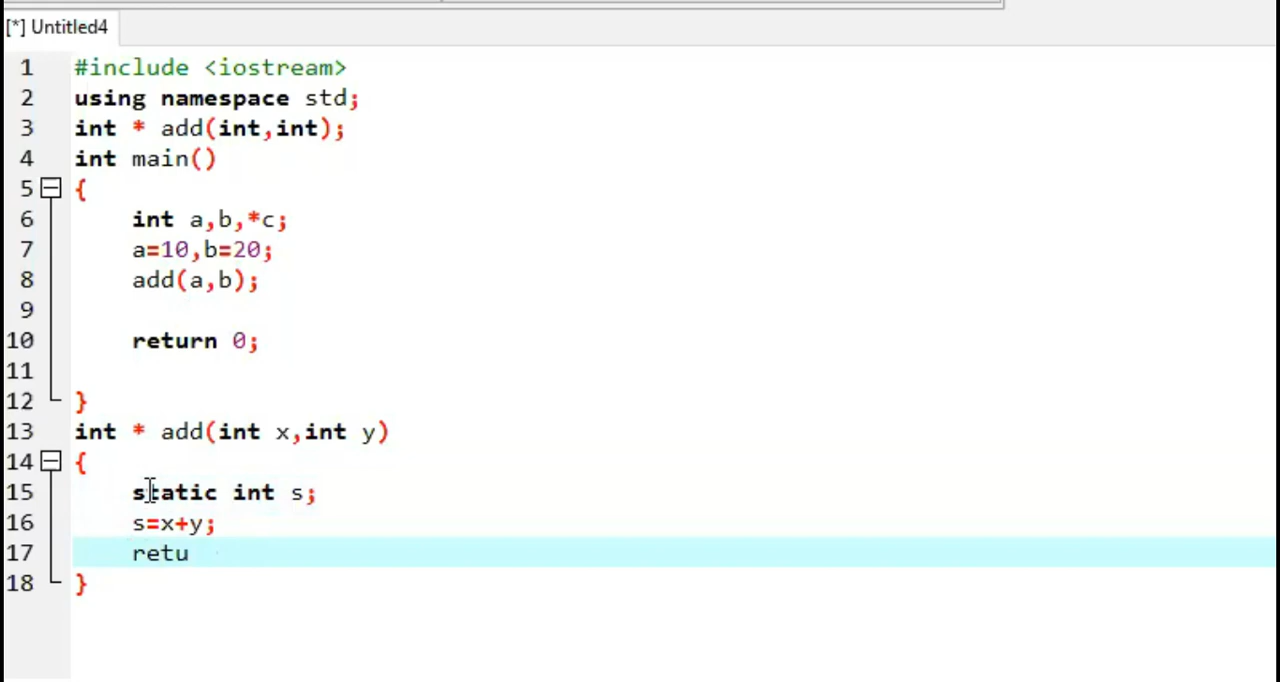 [*] Untitled4
1 #include <iostream>
2 using namespace std;
3 int * add(int,int);
4 int main()
5 {
6 int a,b,*c;
7 a=10,b=20;
8 add(a,b);
9
10 return 0;
11
12 }
13 int * add(int x,int y)
14 {
15 static int s;
16 s=x+y;
17 retu
18 }